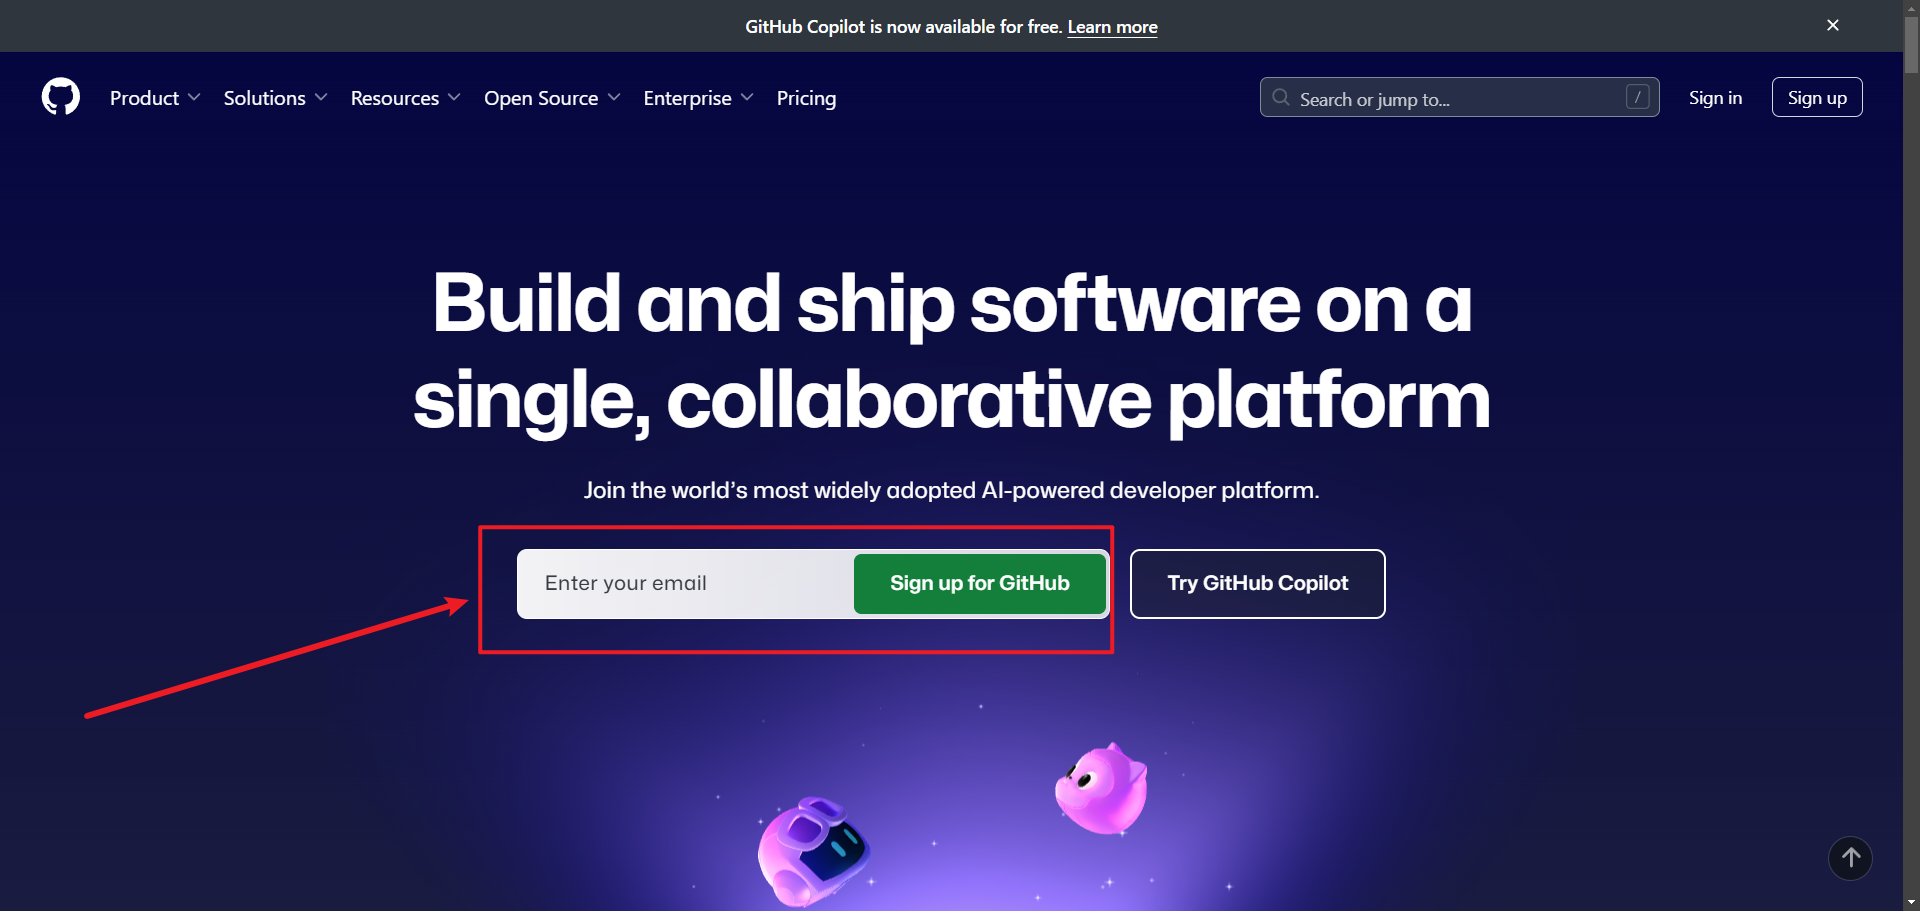 GitHub Copilot is now available for free. Learn more
Product Solutions Resources Open Source Enterprise Pricing Search or jump to... / Sign in Sign up
Build and ship software on a
single, collaborative platform
Join the world’s most widely adopted AI-powered developer platform.
Enter your email Sign up for GitHub Try GitHub Copilot